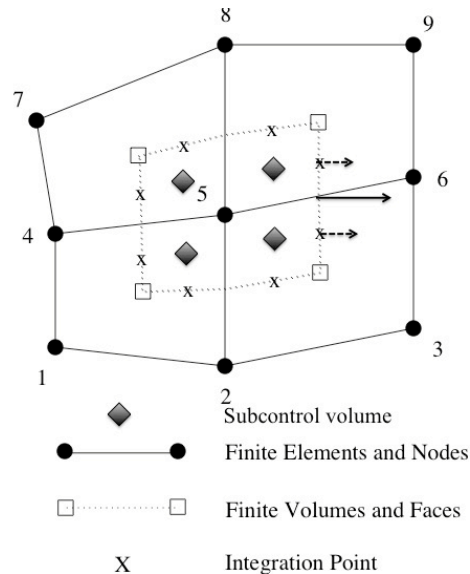 8
9
7
x
x
x
5
x
6
4
x
x
x
x
1
2
3
Subcontrol volume
Finite Elements and Nodes
Finite Volumes and Faces
X Integration Point